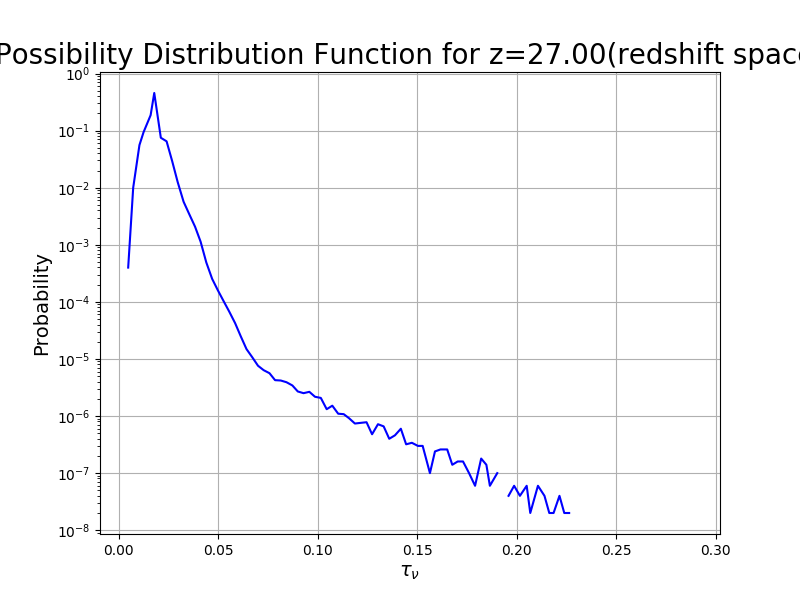 Possibility Distribution Function for z=27.00(redshift space
10⁰
10⁻¹
10⁻²
10⁻³
10⁻⁴
10⁻⁵
10⁻⁶
10⁻⁷
10⁻⁸
Probability
0.00 0.05 0.10 0.15 0.20 0.25 0.30
τᵥ